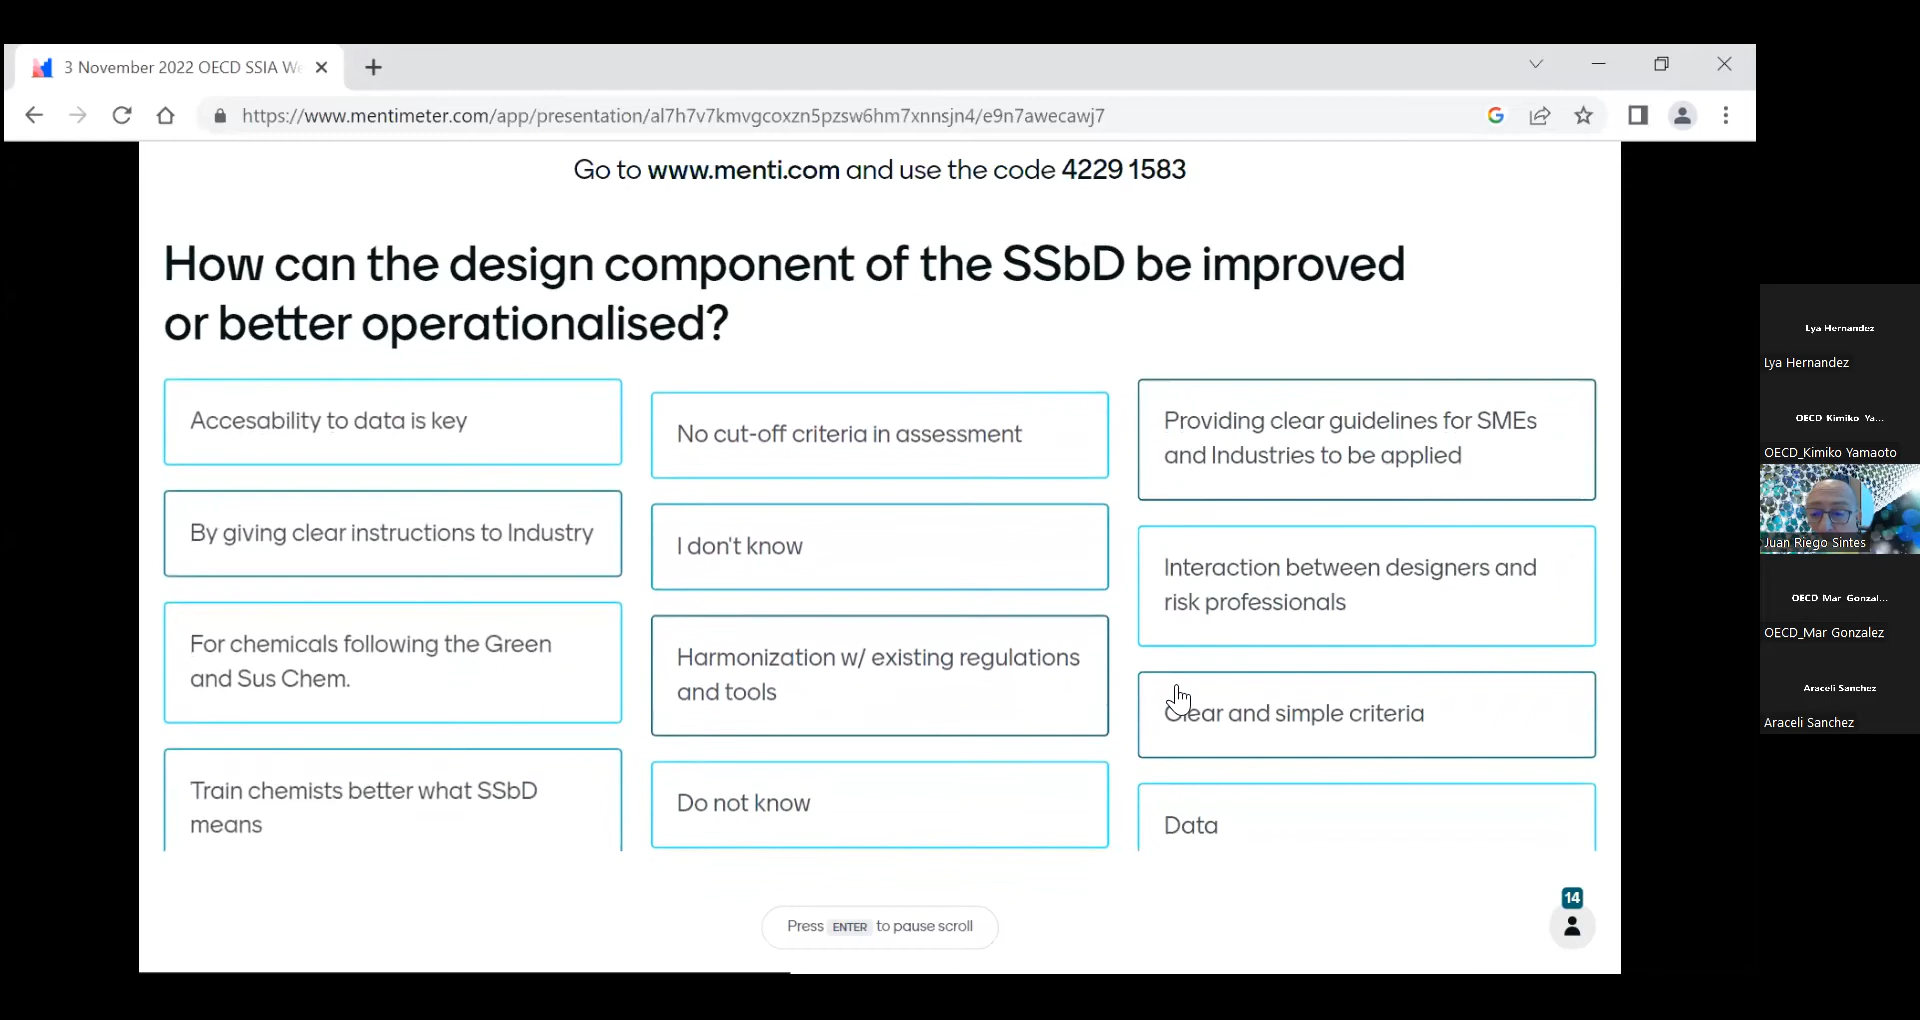 3 November 2022 OECD SSIA We
https://www.mentimeter.com/app/presentation/al7h7v7kmvgcoxzn5pzsw6hm7xnnsjn4/e9n7awecawj7
Go to www.menti.com and use the code 4229 1583
How can the design component of the SSbD be improved
or better operationalised?
Accesability to data is key
By giving clear instructions to Industry
For chemicals following the Green
and Sus Chem.
Train chemists better what SSbD
means
No cut-off criteria in assessment
I don't know
Harmonization w/ existing regulations
and tools
Do not know
Providing clear guidelines for SMEs
and Industries to be applied
Interaction between designers and
risk professionals
Clear and simple criteria
Data
Press ENTER to pause scroll
14
Lya Hernandez
Lya Hernandez
OECD_Kimiko Ya...
OECD_Kimiko Yamaoto
Juan Riego Sintes
OECD_Mar Gonzal...
OECD_Mar Gonzalez
Araceli Sanchez
Araceli Sanchez